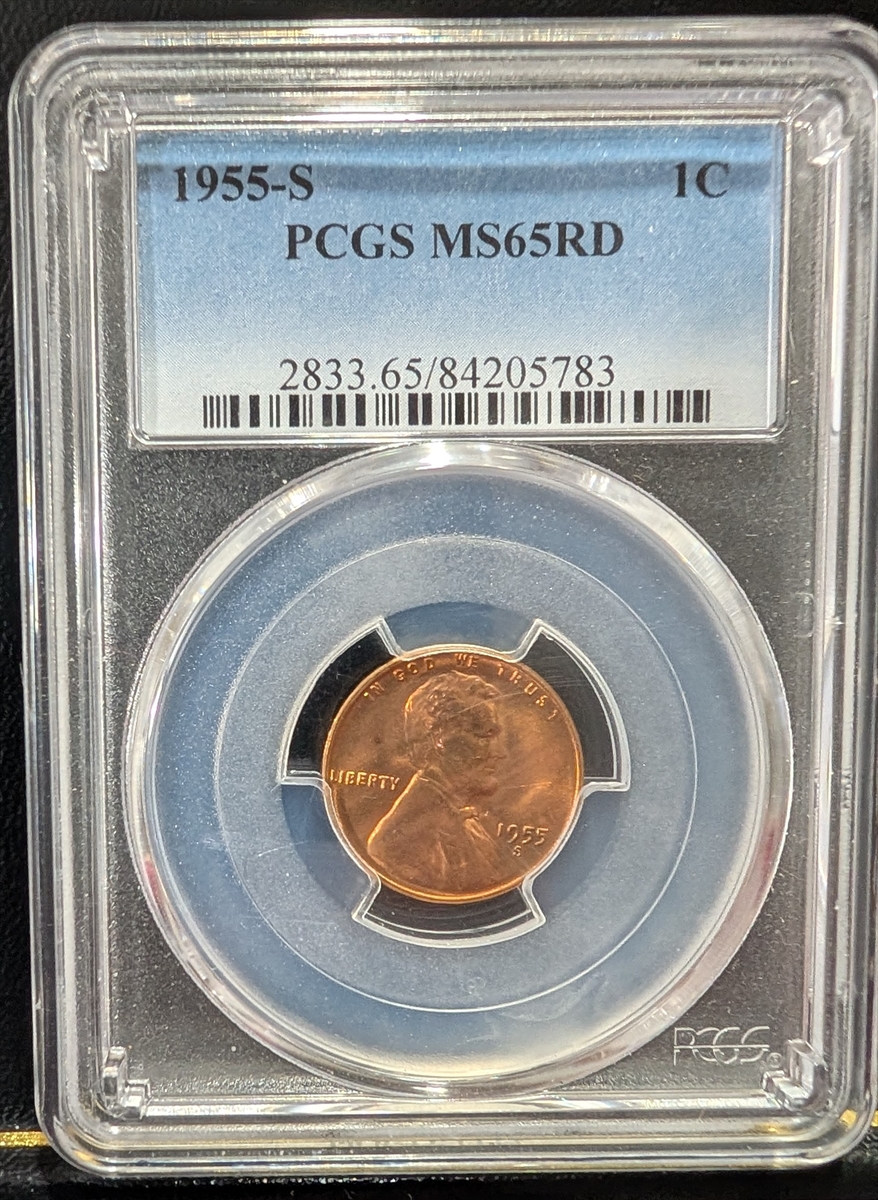 1955-S 1C
PCGS MS65RD
2833.65/84205783
IN GOD WE TRUST
LIBERTY
1955
S
PCGS